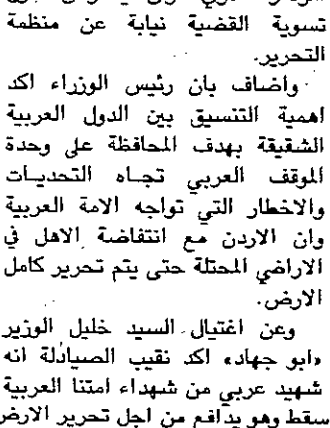 تسوية القضية نيابة عن منظمة
التحرير.
واضاف بان رئيس الوزراء اكد
اهمية التنسيق بين الدول العربية
الشقيقة بهدف المحافظة على وحدة
الموقف العربي تجاه التحديات
والاخطار التي تواجه الامة العربية
وان الاردن مع انتفاضة الاهل في
الاراضي المحتلة حتى يتم تحرير كامل
الارض.
وعن اغتيال السيد خليل الوزير
«ابو جهاد» اكد نقيب الصيادلة انه
شهيد عربي من شهداء امتنا العربية
سقط وهو يدافع من اجل تحرير الارض